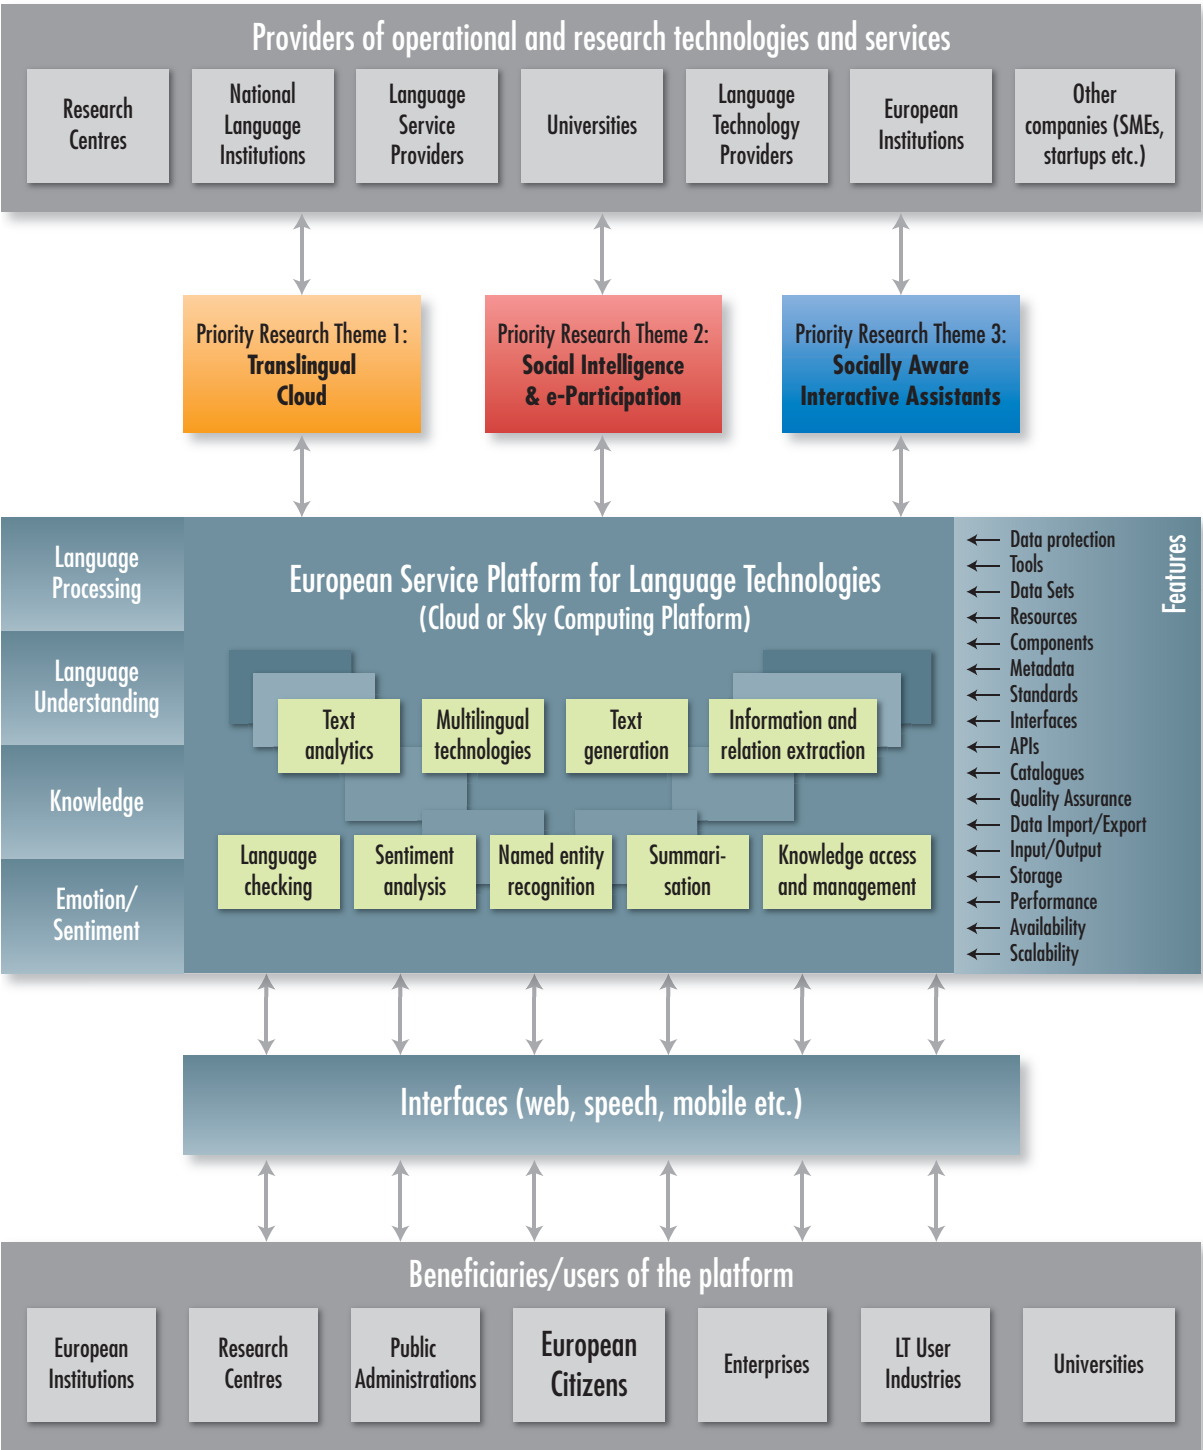 Providers of operational and research technologies and services
Research
Centres
National
Language
Institutions
Language
Service
Providers
Universities
Language
Technology
Providers
European
Institutions
Other
companies (SMEs,
startups etc.)
Priority Research Theme 1:
Translingual
Cloud
Priority Research Theme 2:
Social Intelligence
& e-Participation
Priority Research Theme 3:
Socially Aware
Interactive Assistants
Language
Processing
Language
Understanding
Knowledge
Emotion/
Sentiment
European Service Platform for Language Technologies
(Cloud or Sky Computing Platform)
Text
analytics
Multilingual
technologies
Text
generation
Information and
relation extraction
Language
checking
Sentiment
analysis
Named entity
recognition
Summari-
sation
Knowledge access
and management
Features
Data protection
Tools
Data Sets
Resources
Components
Metadata
Standards
Interfaces
APIs
Catalogues
Quality Assurance
Data Import/Export
Input/Output
Storage
Performance
Availability
Scalability
Interfaces (web, speech, mobile etc.)
Beneficiaries/users of the platform
European
Institutions
Research
Centres
Public
Administrations
European
Citizens
Enterprises
LT User
Industries
Universities